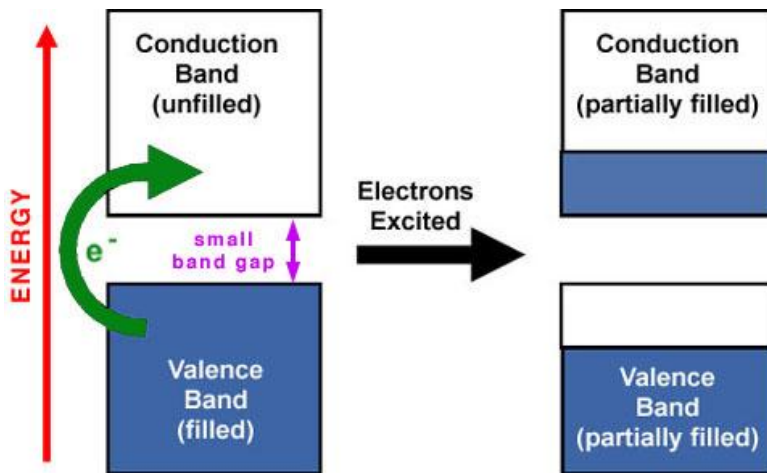 ENERGY
Conduction
Band
(unfilled)
e-
small
band gap
Valence
Band
(filled)
Electrons
Excited
Conduction
Band
(partially filled)
Valence
Band
(partially filled)